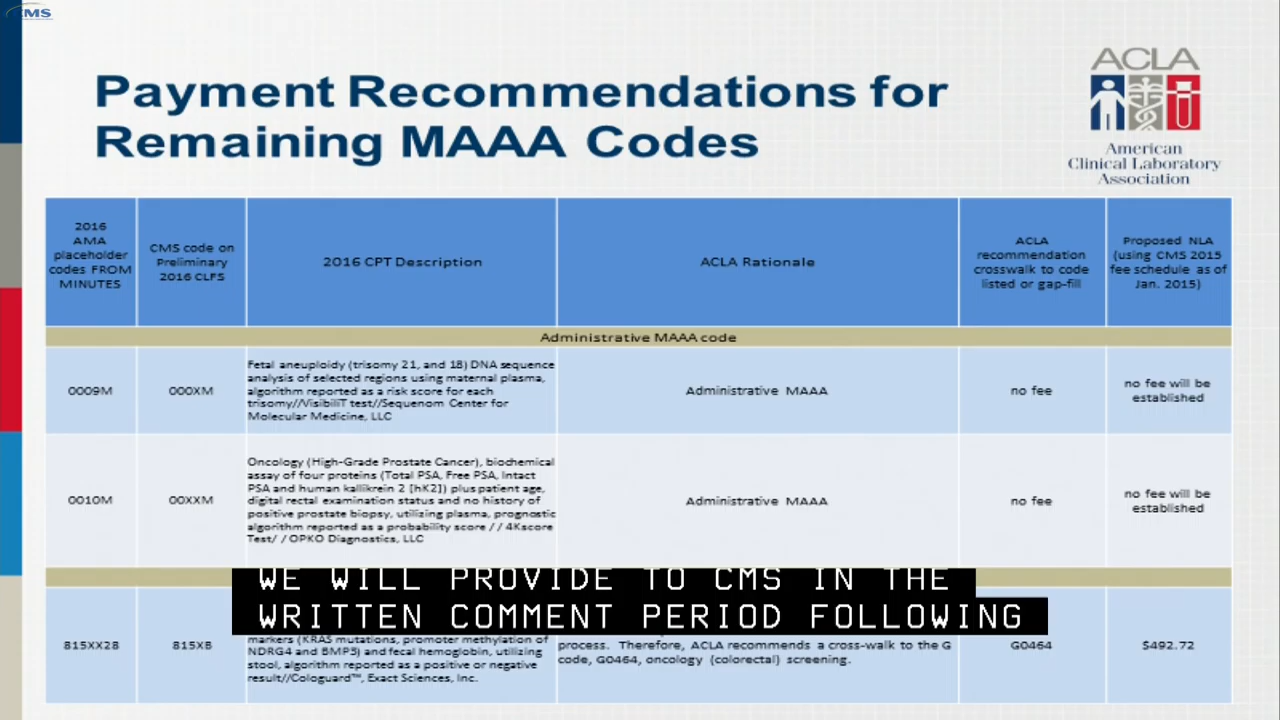 CMS
Payment Recommendations for
Remaining MAAA Codes
ACLA
American
Clinical Laboratory
Association
2016
AMA
placeholder
codes FROM
MINUTES
CMS code on
Preliminary
2016 CLFS
2016 CPT Description
ACLA Rationale
ACLA
recommendation
crosswalk to code
listed or gap-fill
Proposed NLA
(using CMS 2015
fee schedule as of
Jan. 2015)
Administrative MAAA code
0009M
000XM
Fetal aneuploidy (trisomy 21, and 18) DNA sequence
analysis of selected regions using maternal plasma,
algorithm reported as a risk score for each
trisomy//VisibiliT test//Sequenom Center for
Molecular Medicine, LLC
Administrative MAAA
no fee
no fee will be
established
0010M
00XXM
Oncology (High-Grade Prostate Cancer), biochemical
assay of four proteins (Total PSA, Free PSA, Intact
PSA and human kallikrein 2 [hK2]) plus patient age,
digital rectal examination status and no history of
positive prostate biopsy, utilizing plasma, prognostic
algorithm reported as a probability score / / 4Kscore
Test/ / OPKO Diagnostics, LLC
Administrative MAAA
no fee
no fee will be
established
WE WILL PROVIDE TO CMS IN THE
WRITTEN COMMENT PERIOD FOLLOWING
815XX28
815XB
markers (KRAS mutations, promoter methylation of
NDRG4 and BMP3) and fecal hemoglobin, utilizing
stool, algorithm reported as a positive or negative
result//Cologuard™, Exact Sciences, Inc.
process. Therefore, ACLA recommends a cross-walk to the G
code, G0464, oncology (colorectal) screening.
G0464
$492.72